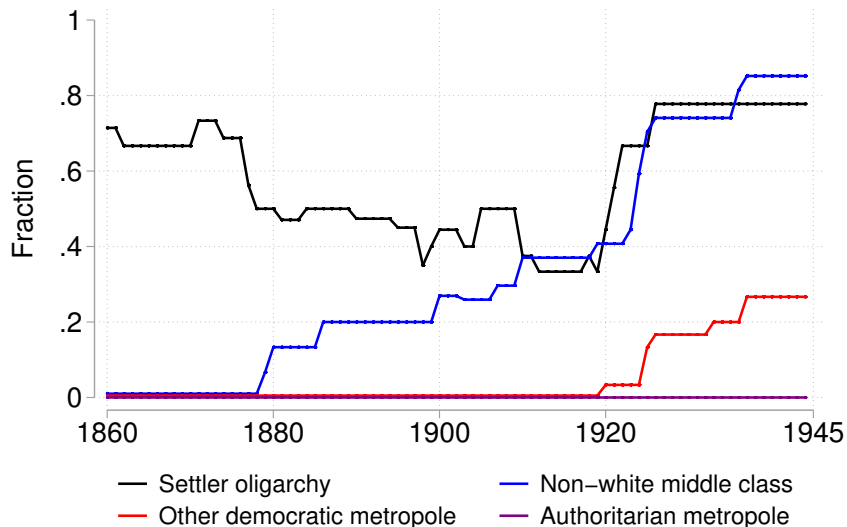 1
.8
.6
.4
.2
0
Fraction
1860 1880 1900 1920 1945
Settler oligarchy Non−white middle class
Other democratic metropole Authoritarian metropole